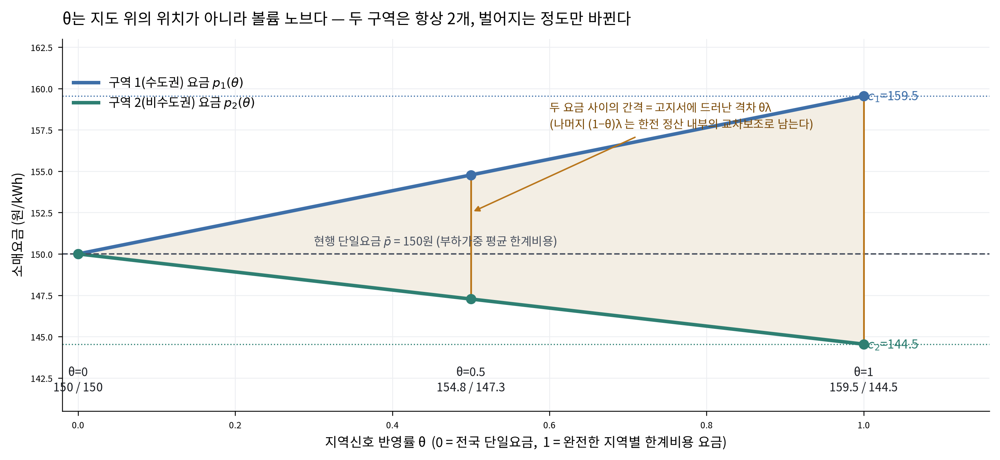 θ는 지도 위의 위치가 아니라 볼륨 노브다 — 두 구역은 항상 2개, 벌어지는 정도만 바뀐다
소매요금 (원/kWh)
162.5
160.0
157.5
155.0
152.5
150.0
147.5
145.0
142.5
구역 1(수도권) 요금 p₁(θ)
구역 2(비수도권) 요금 p₂(θ)
c₁=159.5
두 요금 사이의 간격 = 고지서에 드러난 격차 θλ
(나머지 (1−θ)λ 는 한전 정산 내부의 교차보조로 남는다)
현행 단일요금 p̄ = 150원 (부하가중 평균 한계비용)
c₂=144.5
θ=0
150 / 150
θ=0.5
154.8 / 147.3
θ=1
159.5 / 144.5
0.0
0.2
0.4
0.6
0.8
1.0
지역신호 반영률 θ (0 = 전국 단일요금, 1 = 완전한 지역별 한계비용 요금)